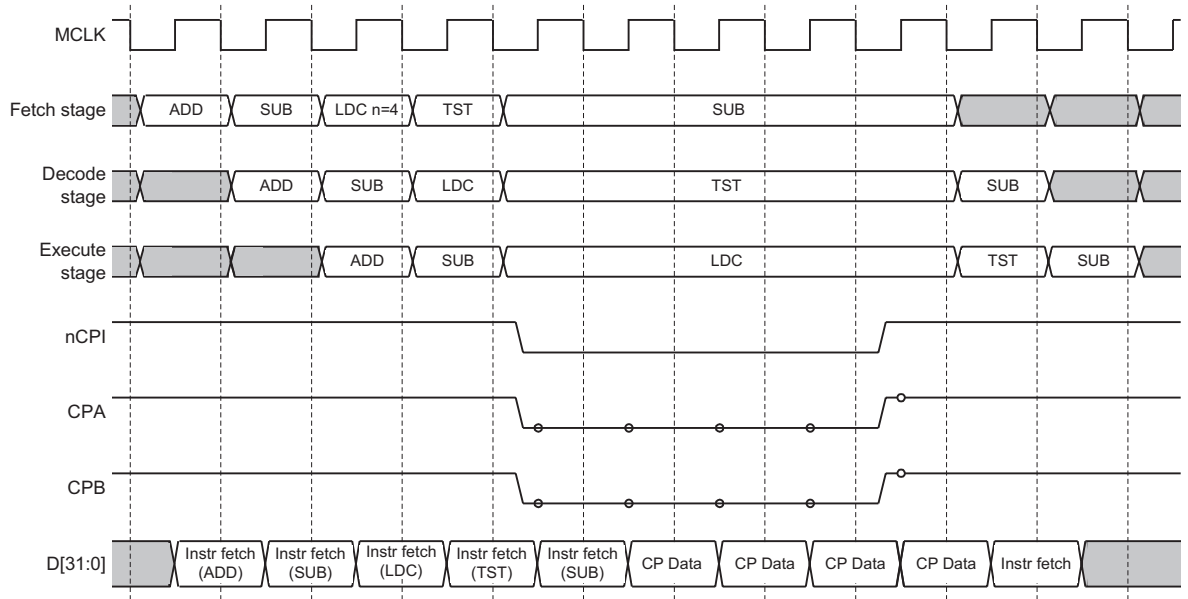 MCLK
Fetch stage ADD SUB LDC n=4 TST SUB
Decode
stage ADD SUB LDC TST SUB
Execute
stage ADD SUB LDC TST SUB
nCPI
CPA
CPB
D[31:0] Instr fetch (ADD) Instr fetch (SUB) Instr fetch (LDC) Instr fetch (TST) Instr fetch (SUB) CP Data CP Data CP Data CP Data Instr fetch